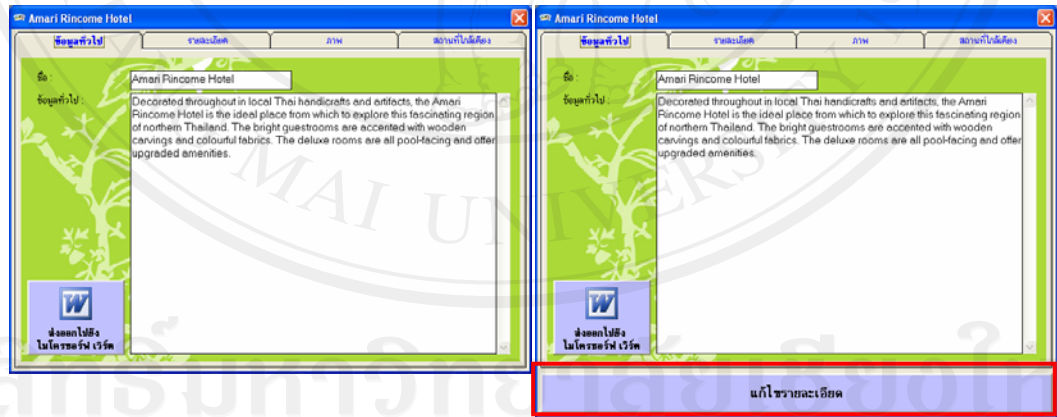 Amari Rincome Hotel
ข้อมูลทั่วไป
รายละเอียด
ภาพ
สถานที่ใกล้เคียง
ชื่อ :
Amari Rincome Hotel
ข้อมูลทั่วไป :
Decorated throughout in local Thai handicrafts and artifacts, the Amari
Rincome Hotel is the ideal place from which to explore this fascinating region
of northern Thailand. The bright guestrooms are accented with wooden
carvings and colourful fabrics. The deluxe rooms are all pool-facing and offer
upgraded amenities.
ส่งออกไปยัง
ไมโครซอร์ฟ เวิร์ด
Amari Rincome Hotel
ข้อมูลทั่วไป
รายละเอียด
ภาพ
สถานที่ใกล้เคียง
ชื่อ :
Amari Rincome Hotel
ข้อมูลทั่วไป :
Decorated throughout in local Thai handicrafts and artifacts, the Amari
Rincome Hotel is the ideal place from which to explore this fascinating region
of northern Thailand. The bright guestrooms are accented with wooden
carvings and colourful fabrics. The deluxe rooms are all pool-facing and offer
upgraded amenities.
ส่งออกไปยัง
ไมโครซอร์ฟ เวิร์ด
แก้ไขรายละเอียด
MAI UNIVERS